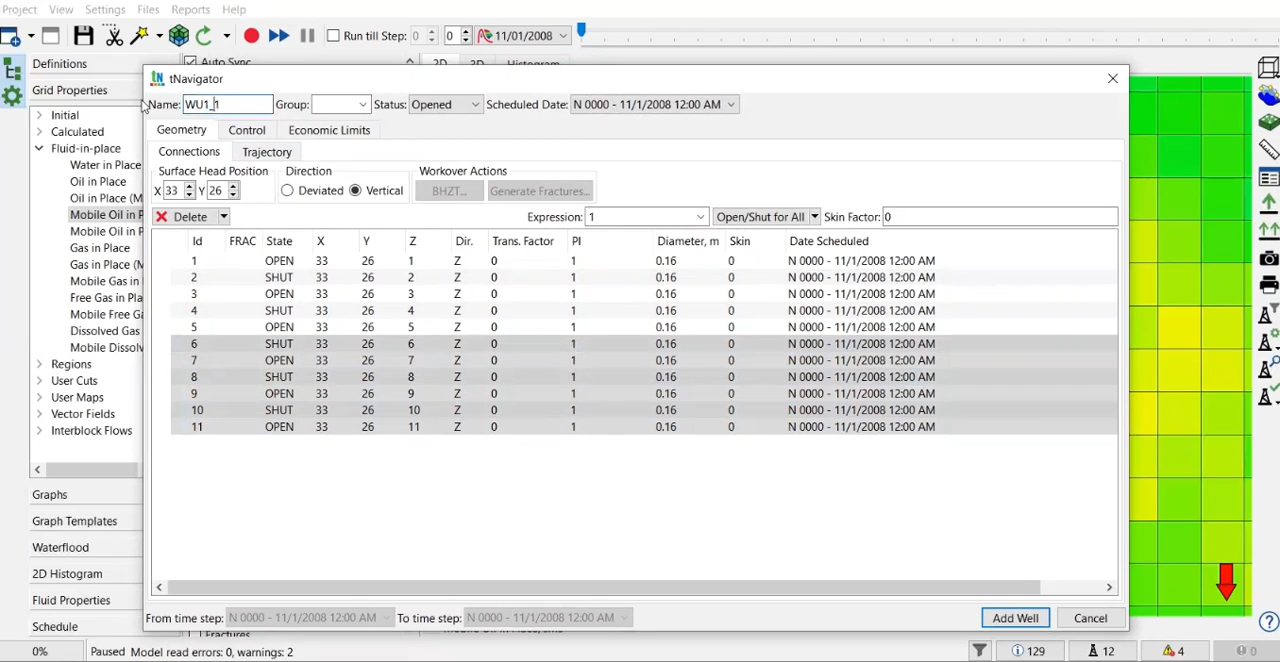 Project View Settings Files Reports Help
Run till Step: 0 0 11/01/2008
Definitions Auto Sync 2D 3D Histogram
tNavigator
Grid Properties
Name: WU1_1 Group: Status: Opened Scheduled Date: N 0000 - 11/1/2008 12:00 AM
Initial
Calculated
Fluid-in-place
Water in Place
Oil in Place
Oil in Place (M
Mobile Oil in P
Mobile Oil in P
Gas in Place
Gas in Place (M
Mobile Gas in P
Free Gas in Pla
Mobile Free Ga
Dissolved Gas
Mobile Dissolv
Regions
User Cuts
User Maps
Vector Fields
Interblock Flows
Graphs
Graph Templates
Waterflood
2D Histogram
Fluid Properties
Schedule
Geometry Control Economic Limits
Connections Trajectory
Surface Head Position Direction Workover Actions
X 33 Y 26 Deviated Vertical BHZT... Generate Fractures...
Delete Expression: 1 Open/Shut for All Skin Factor: 0
Id FRAC State X Y Z Dir. Trans. Factor PI Diameter, m Skin Date Scheduled
1 OPEN 33 26 1 Z 0 1 0.16 0 N 0000 - 11/1/2008 12:00 AM
2 SHUT 33 26 2 Z 0 1 0.16 0 N 0000 - 11/1/2008 12:00 AM
3 OPEN 33 26 3 Z 0 1 0.16 0 N 0000 - 11/1/2008 12:00 AM
4 SHUT 33 26 4 Z 0 1 0.16 0 N 0000 - 11/1/2008 12:00 AM
5 OPEN 33 26 5 Z 0 1 0.16 0 N 0000 - 11/1/2008 12:00 AM
6 SHUT 33 26 6 Z 0 1 0.16 0 N 0000 - 11/1/2008 12:00 AM
7 OPEN 33 26 7 Z 0 1 0.16 0 N 0000 - 11/1/2008 12:00 AM
8 SHUT 33 26 8 Z 0 1 0.16 0 N 0000 - 11/1/2008 12:00 AM
9 OPEN 33 26 9 Z 0 1 0.16 0 N 0000 - 11/1/2008 12:00 AM
10 SHUT 33 26 10 Z 0 1 0.16 0 N 0000 - 11/1/2008 12:00 AM
11 OPEN 33 26 11 Z 0 1 0.16 0 N 0000 - 11/1/2008 12:00 AM
From time step: N 0000 - 11/1/2008 12:00 AM To time step: N 0000 - 11/1/2008 12:00 AM Add Well Cancel
Fractures
0% Paused Model read errors: 0, warnings: 2 129 12 4 0